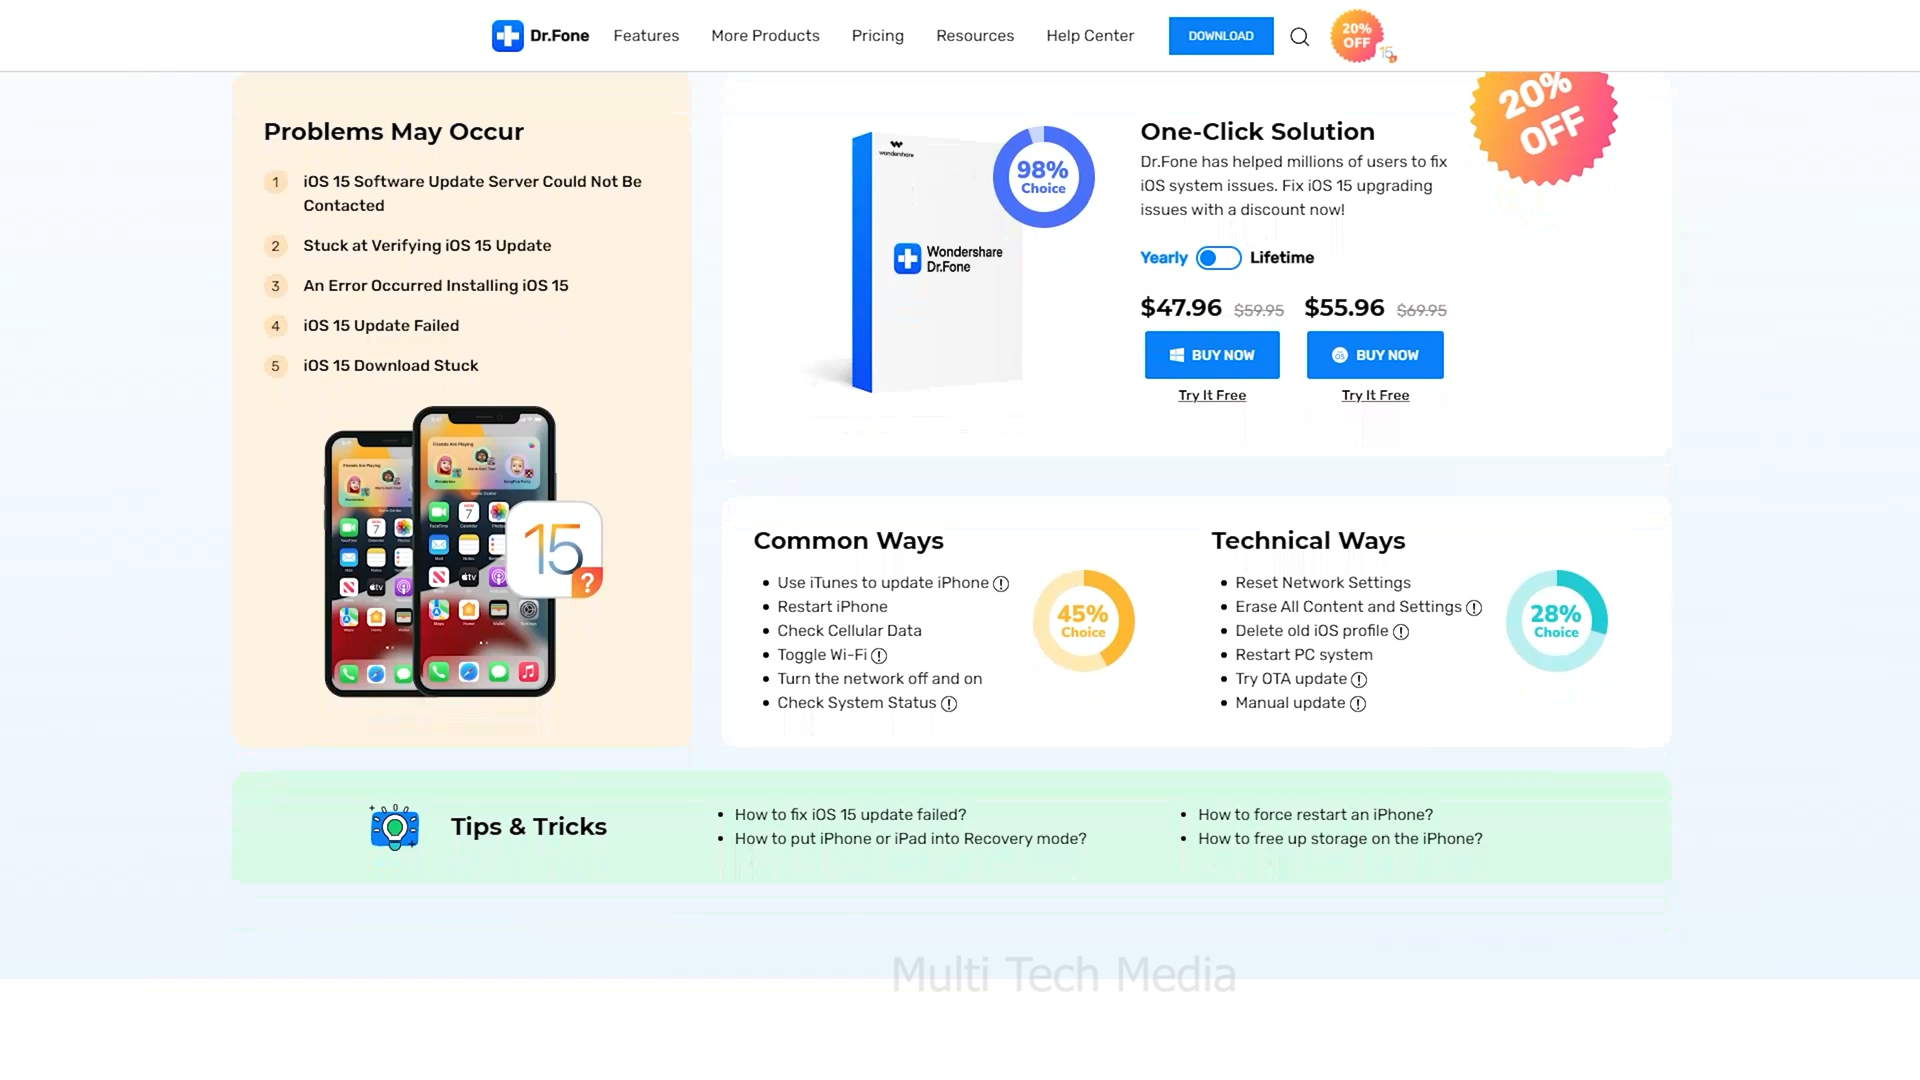 Dr.Fone
Features
More Products
Pricing
Resources
Help Center
DOWNLOAD
20%
OFF
15
Problems May Occur
1 iOS 15 Software Update Server Could Not Be
Contacted
2 Stuck at Verifying iOS 15 Update
3 An Error Occurred Installing iOS 15
4 iOS 15 Update Failed
5 iOS 15 Download Stuck
15
?
wondershare
98%
Choice
Wondershare
Dr.Fone
One-Click Solution
Dr.Fone has helped millions of users to fix
iOS system issues. Fix iOS 15 upgrading
issues with a discount now!
20%
OFF
Yearly Lifetime
$47.96 $59.95 $55.96 $69.95
BUY NOW BUY NOW
Try It Free Try It Free
Common Ways
Use iTunes to update iPhone
Restart iPhone
Check Cellular Data
Toggle Wi-Fi
Turn the network off and on
Check System Status
45%
Choice
Technical Ways
Reset Network Settings
Erase All Content and Settings
Delete old iOS profile
Restart PC system
Try OTA update
Manual update
28%
Choice
Tips & Tricks
How to fix iOS 15 update failed?
How to put iPhone or iPad into Recovery mode?
How to force restart an iPhone?
How to free up storage on the iPhone?
Multi Tech Media